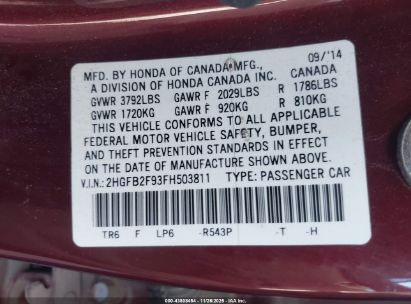 MFD. BY HONDA OF CANADA MFG., 09/'14
A DIVISION OF HONDA CANADA INC. CANADA
GVWR 3792LBS GAWR F 2029LBS R 1786LBS
GVWR 1720KG GAWR F 920KG R 810KG
THIS VEHICLE CONFORMS TO ALL APPLICABLE
FEDERAL MOTOR VEHICLE SAFETY, BUMPER,
AND THEFT PREVENTION STANDARDS IN EFFECT
ON THE DATE OF MANUFACTURE SHOWN ABOVE.
V.I.N: 2HGFB2F93FH503811 TYPE: PASSENGER CAR
TR6 F LP6 -R543P -T -H